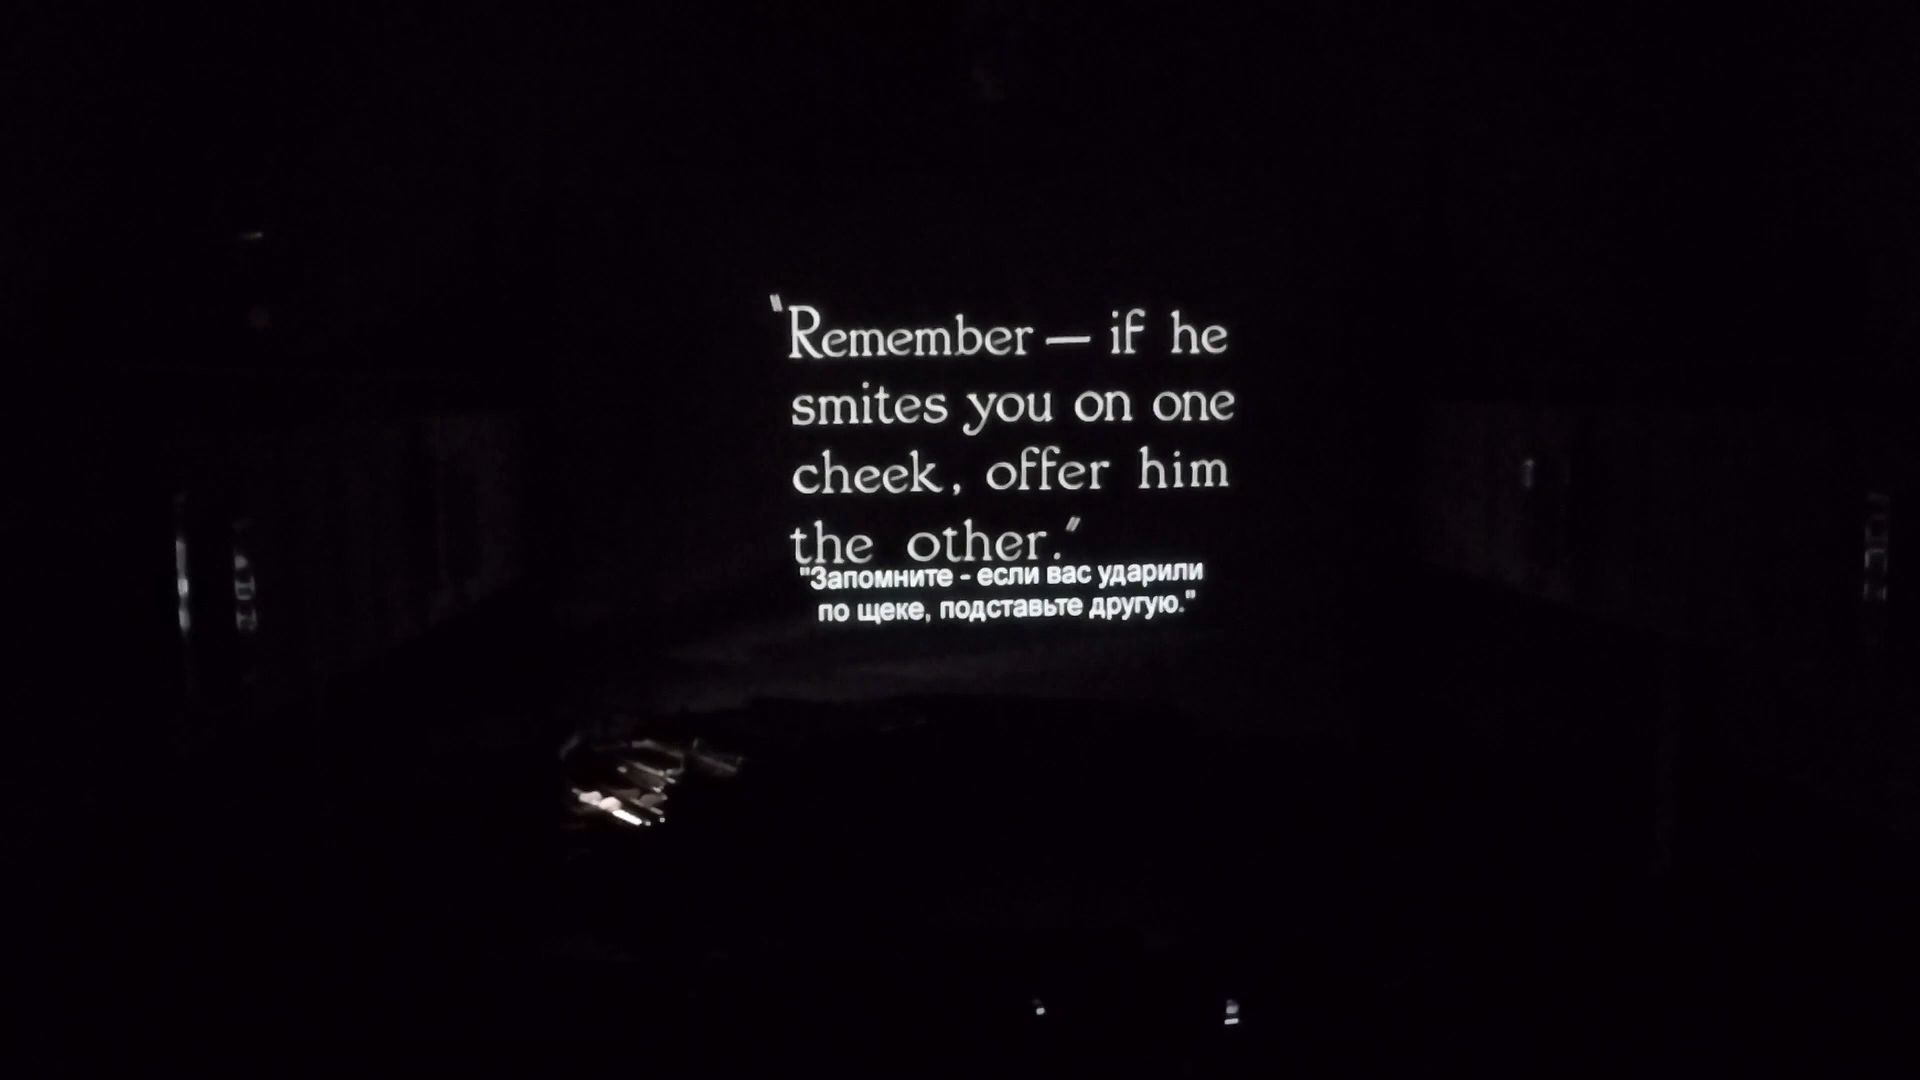 "Remember — if he
smites you on one
cheek, offer him
the other."
"Запомните - если вас ударили
по щеке, подставьте другую."